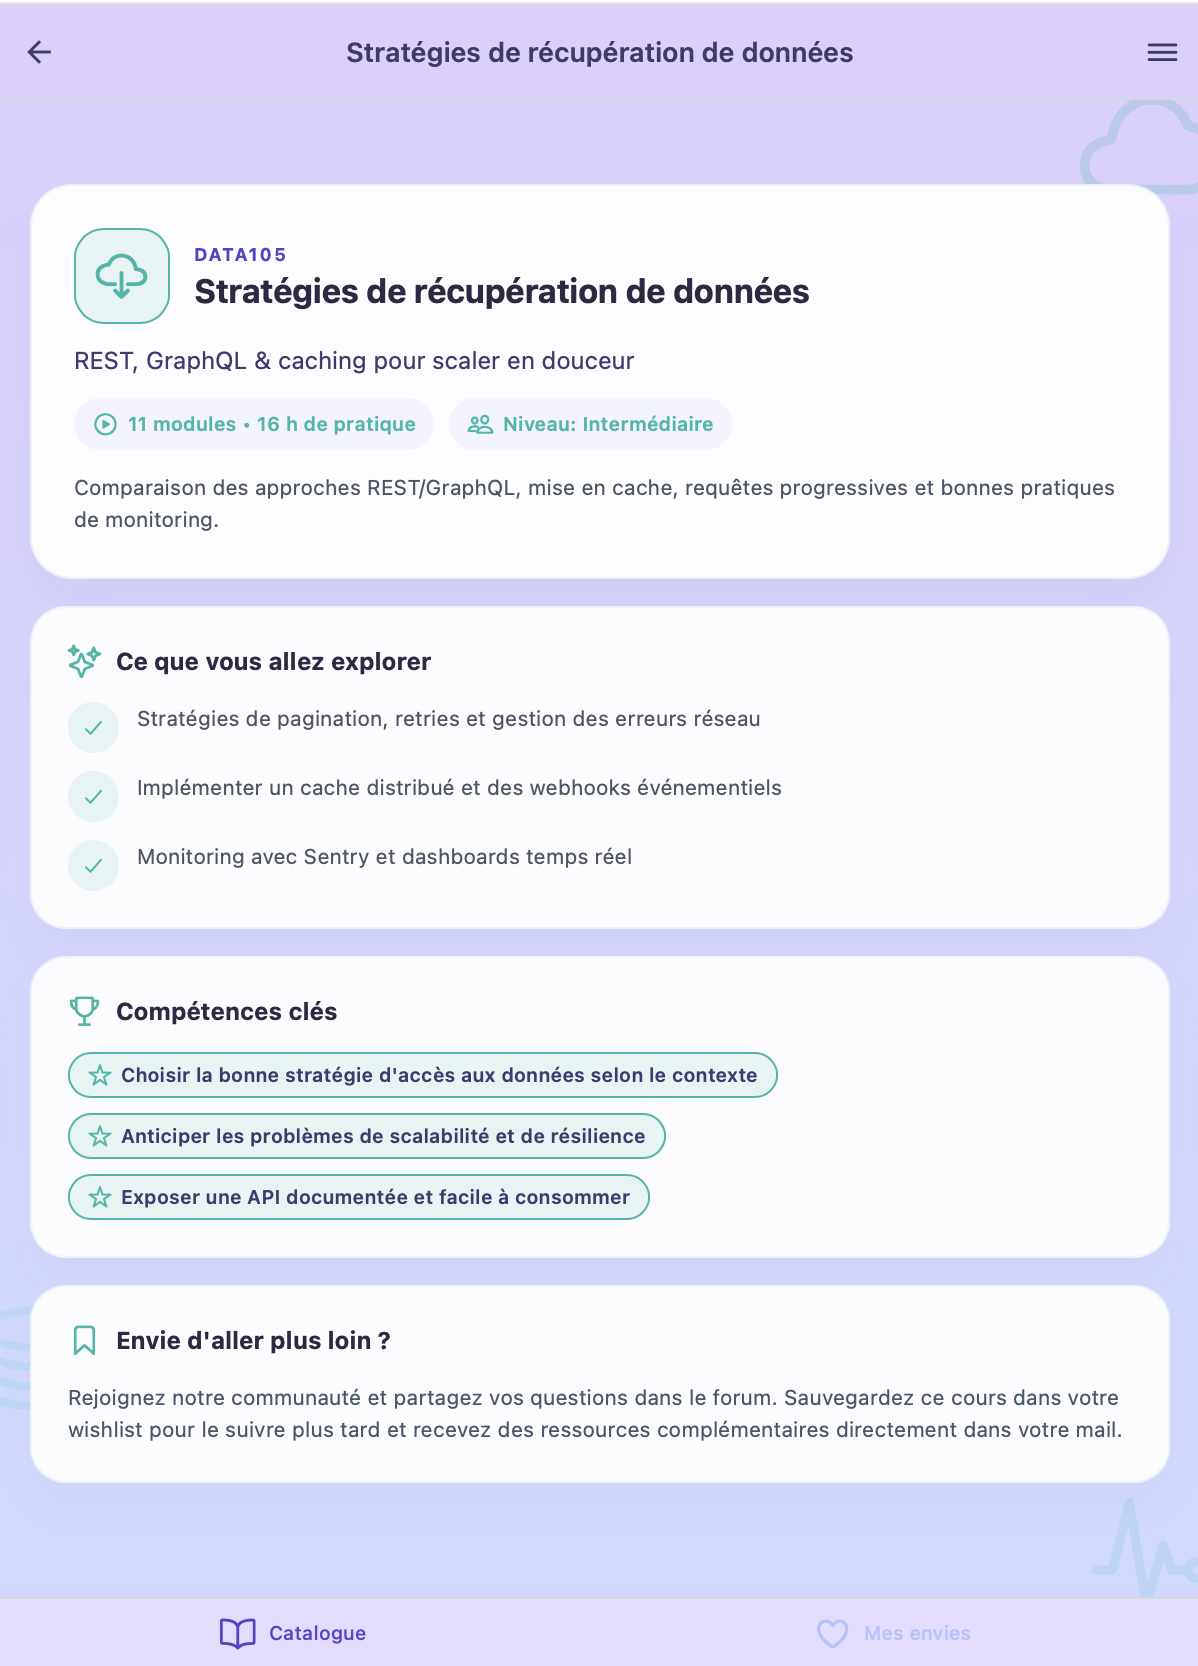 Stratégies de récupération de données
DATA105
Stratégies de récupération de données
REST, GraphQL & caching pour scaler en douceur
11 modules • 16 h de pratique
Niveau: Intermédiaire
Comparaison des approches REST/GraphQL, mise en cache, requêtes progressives et bonnes pratiques
de monitoring.
Ce que vous allez explorer
Stratégies de pagination, retries et gestion des erreurs réseau
Implémenter un cache distribué et des webhooks événementiels
Monitoring avec Sentry et dashboards temps réel
Compétences clés
Choisir la bonne stratégie d'accès aux données selon le contexte
Anticiper les problèmes de scalabilité et de résilience
Exposer une API documentée et facile à consommer
Envie d'aller plus loin ?
Rejoignez notre communauté et partagez vos questions dans le forum. Sauvegardez ce cours dans votre
wishlist pour le suivre plus tard et recevez des ressources complémentaires directement dans votre mail.
Catalogue
Mes envies